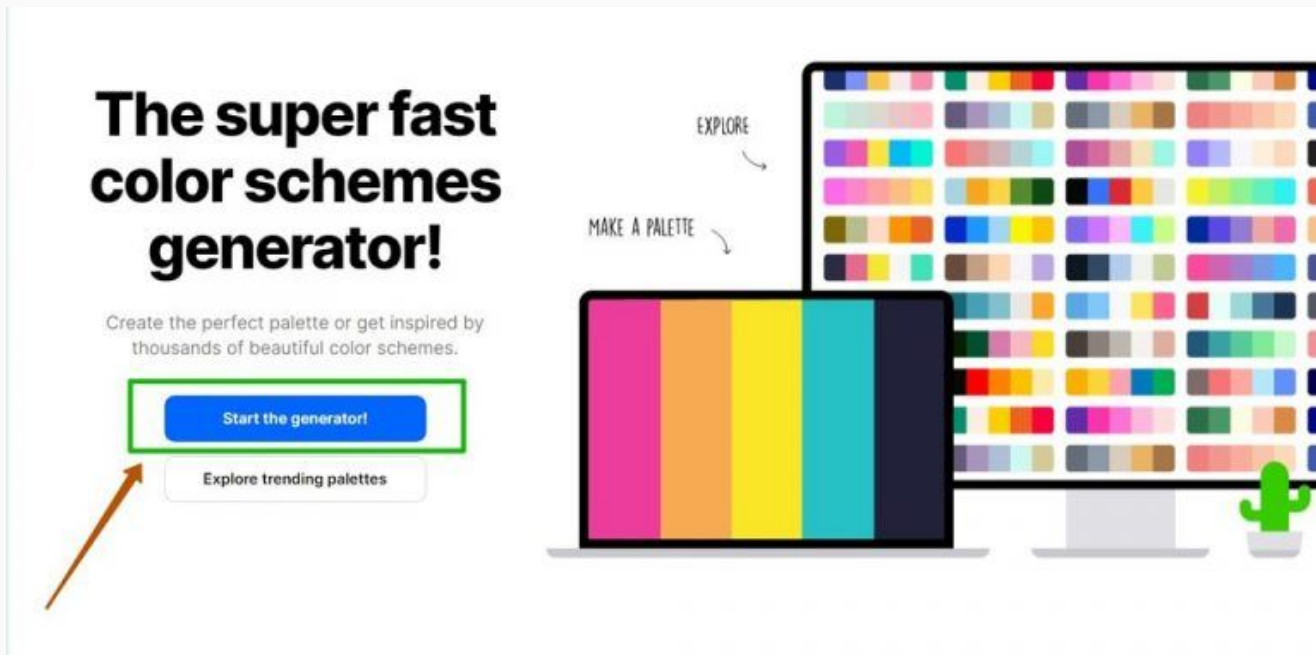 The super fast
color schemes
generator!
Create the perfect palette or get inspired by
thousands of beautiful color schemes.
Start the generator!
Explore trending palettes
EXPLORE
MAKE A PALETTE